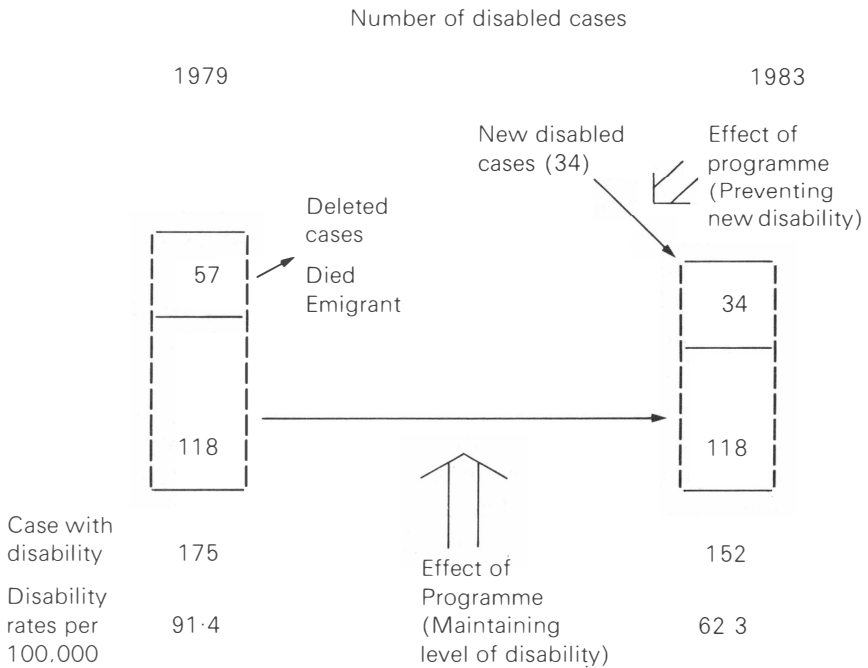 Number of disabled cases
1979
1983
New disabled
cases (34)
Effect of
programme
(Preventing
new disability)
Deleted
cases
Died
Emigrant
57
118
34
118
Case with
disability
175
152
Disability
rates per
100,000
91·4
62 3
Effect of
Programme
(Maintaining
level of disability)